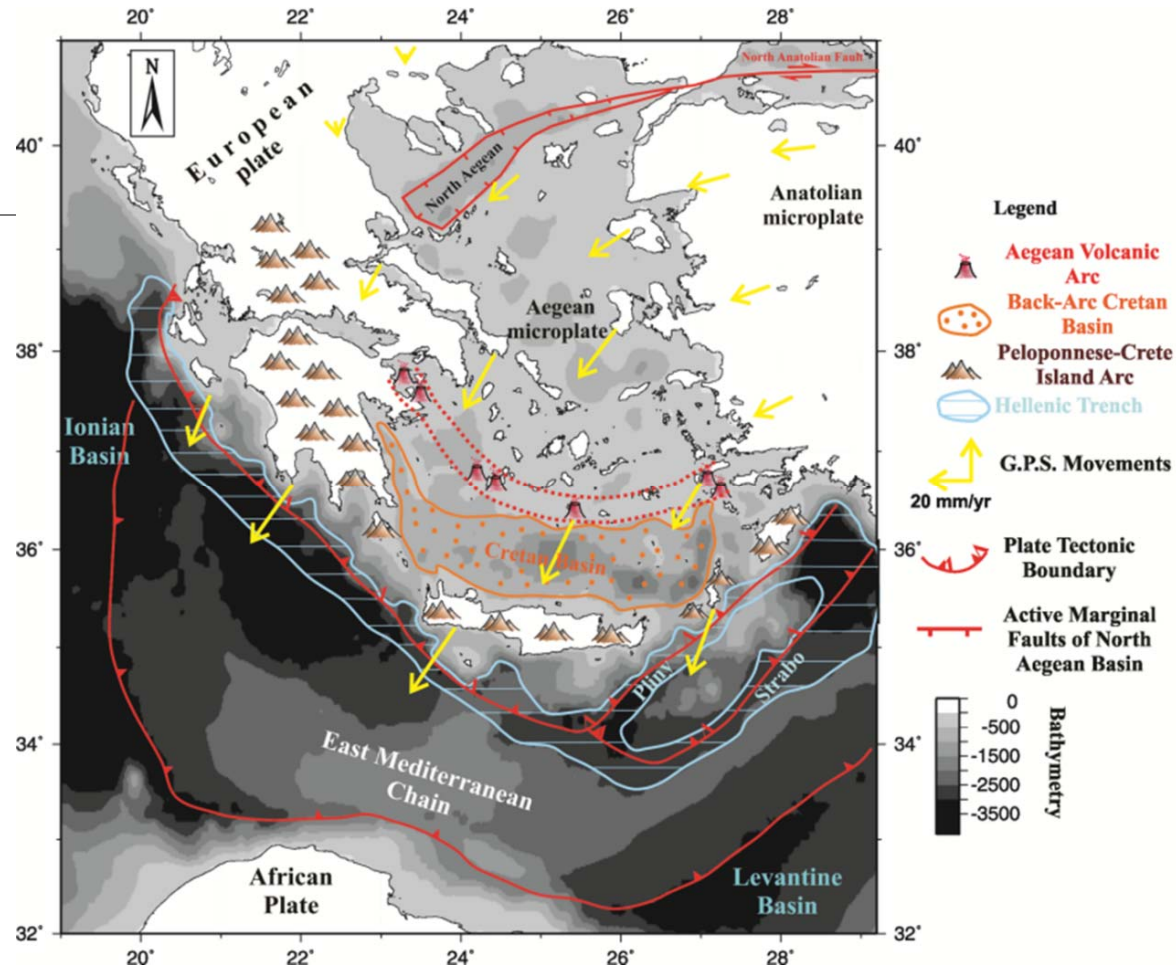 20° 22° 24° 26° 28°
N
North Anatolian Fault
European
plate
40° 40°
North Aegean
Anatolian
microplate
Aegean
microplate
38° 38°
Ionian
Basin
36° 36°
Cretan Basin
Pliny
Strabo
34° 34°
East Mediterranean
Chain
African
Plate
Levantine
Basin
32° 32°
20° 22° 24° 26° 28°
Legend
Aegean Volcanic
Arc
Back-Arc Cretan
Basin
Peloponnese-Crete
Island Arc
Hellenic Trench
G.P.S. Movements
20 mm/yr
Plate Tectonic
Boundary
Active Marginal
Faults of North
Aegean Basin
0
-500
-1500
-2500
-3500
Bathymetry